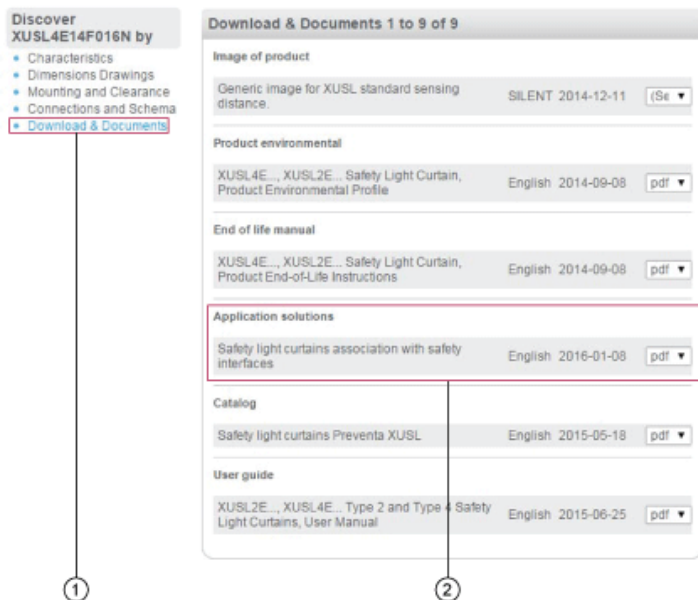 Discover
XUSL4E14F016N by
Characteristics
Dimensions Drawings
Mounting and Clearance
Connections and Schema
Download & Documents
Download & Documents 1 to 9 of 9
Image of product
Generic image for XUSL standard sensing
distance.
SILENT 2014-12-11 (Se
Product environmental
XUSL4E..., XUSL2E... Safety Light Curtain,
Product Environmental Profile
English 2014-09-08 pdf
End of life manual
XUSL4E..., XUSL2E... Safety Light Curtain,
Product End-of-Life Instructions
English 2014-09-08 pdf
Application solutions
Safety light curtains association with safety
interfaces
English 2016-01-08 pdf
Catalog
Safety light curtains Preventa XUSL English 2015-05-18 pdf
User guide
XUSL2E..., XUSL4E... Type 2 and Type 4 Safety
Light Curtains, User Manual
English 2015-06-25 pdf
1
2